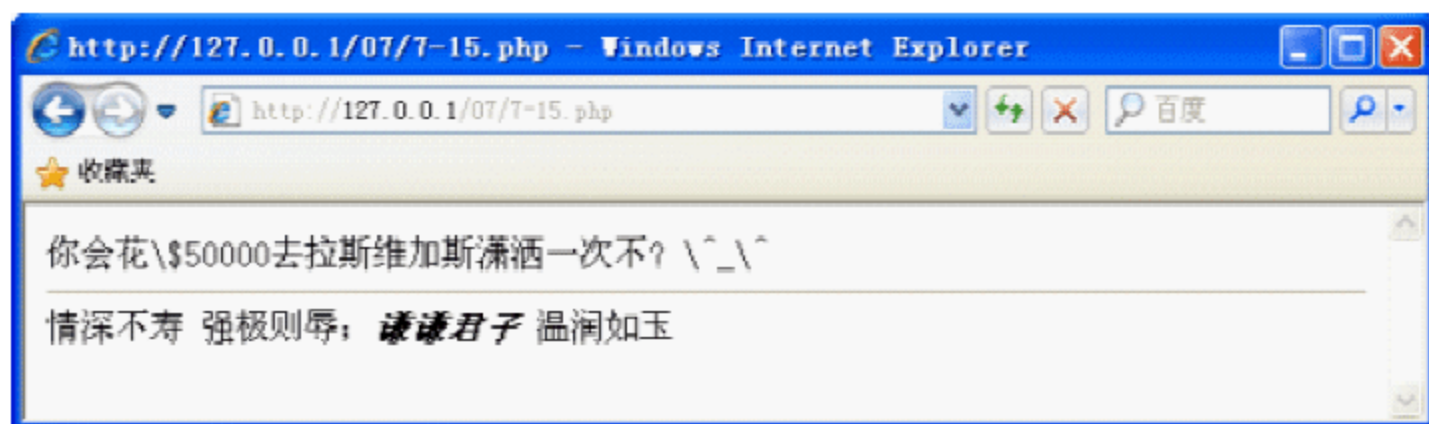 http://127.0.0.1/07/7-15.php - Windows Internet Explorer
http://127.0.0.1/07/7-15.php 百度
收藏夹
你会花\$50000去拉斯维加斯潇洒一次不? \^_\^
情深不寿 强极则辱; 谦谦君子 温润如玉